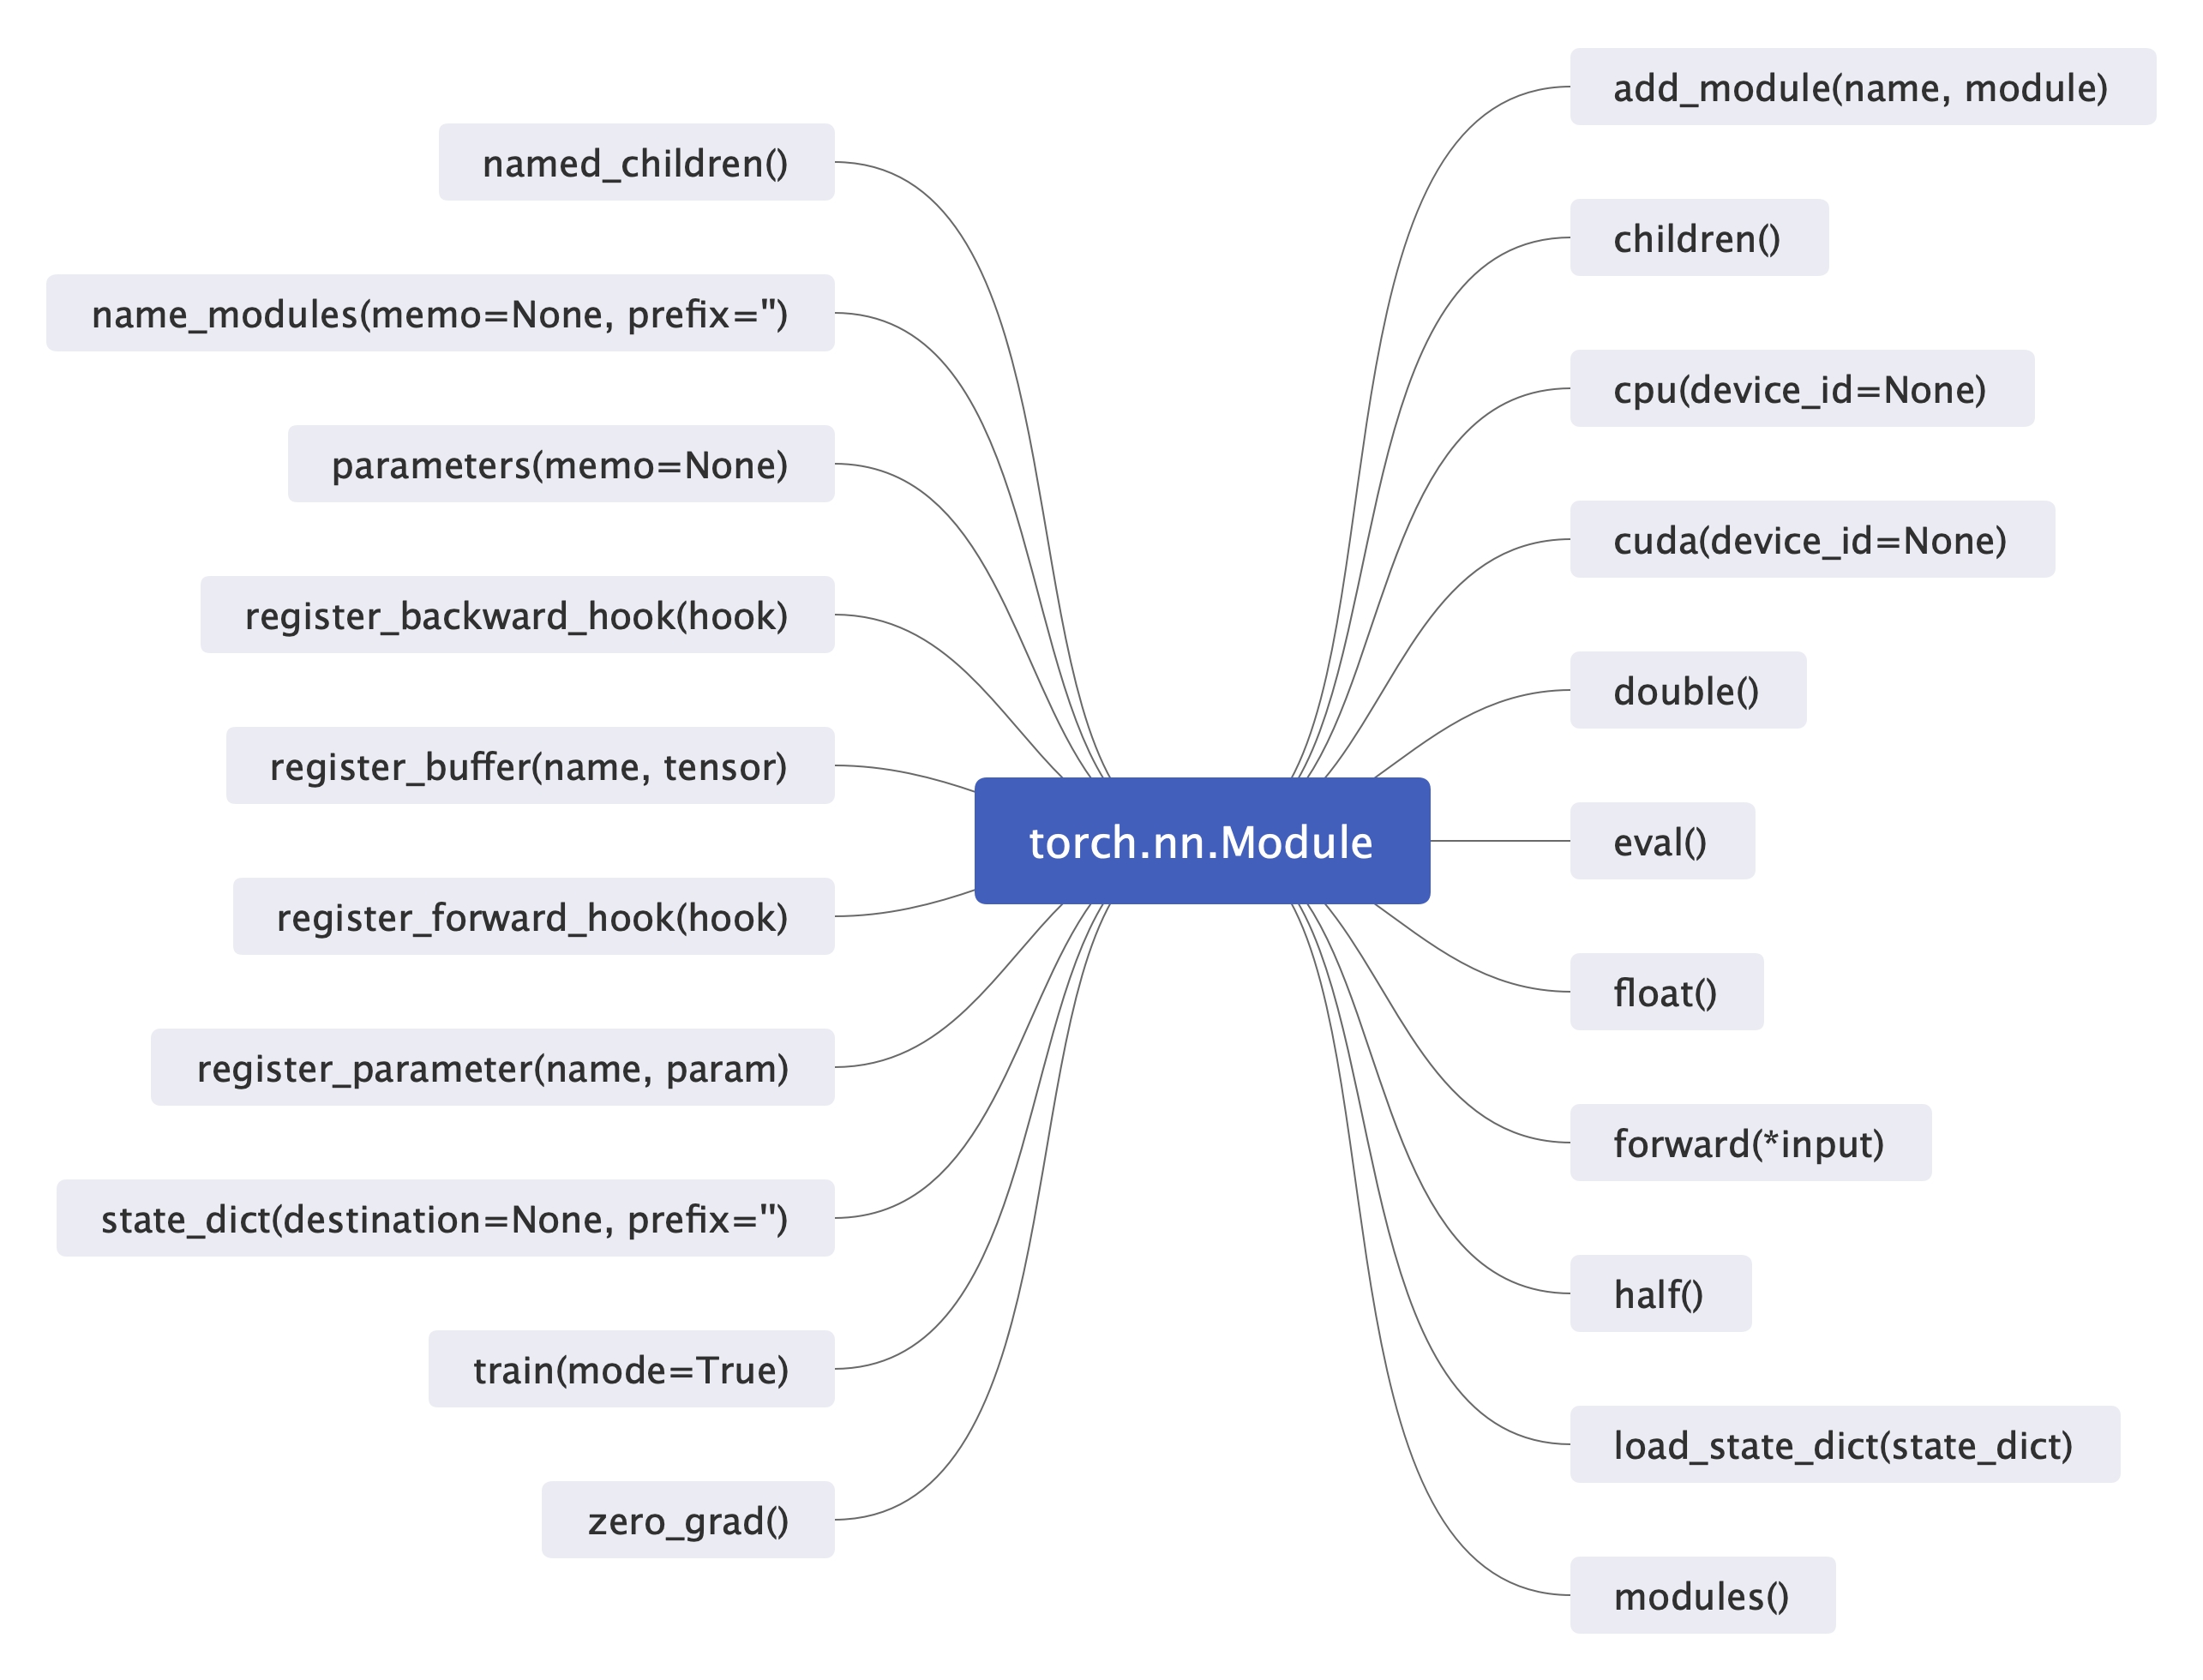 torch.nn.Module
add_module(name, module)
children()
cpu(device_id=None)
cuda(device_id=None)
double()
eval()
float()
forward(*input)
half()
load_state_dict(state_dict)
modules()
named_children()
name_modules(memo=None, prefix='')
parameters(memo=None)
register_backward_hook(hook)
register_buffer(name, tensor)
register_forward_hook(hook)
register_parameter(name, param)
state_dict(destination=None, prefix='')
train(mode=True)
zero_grad()